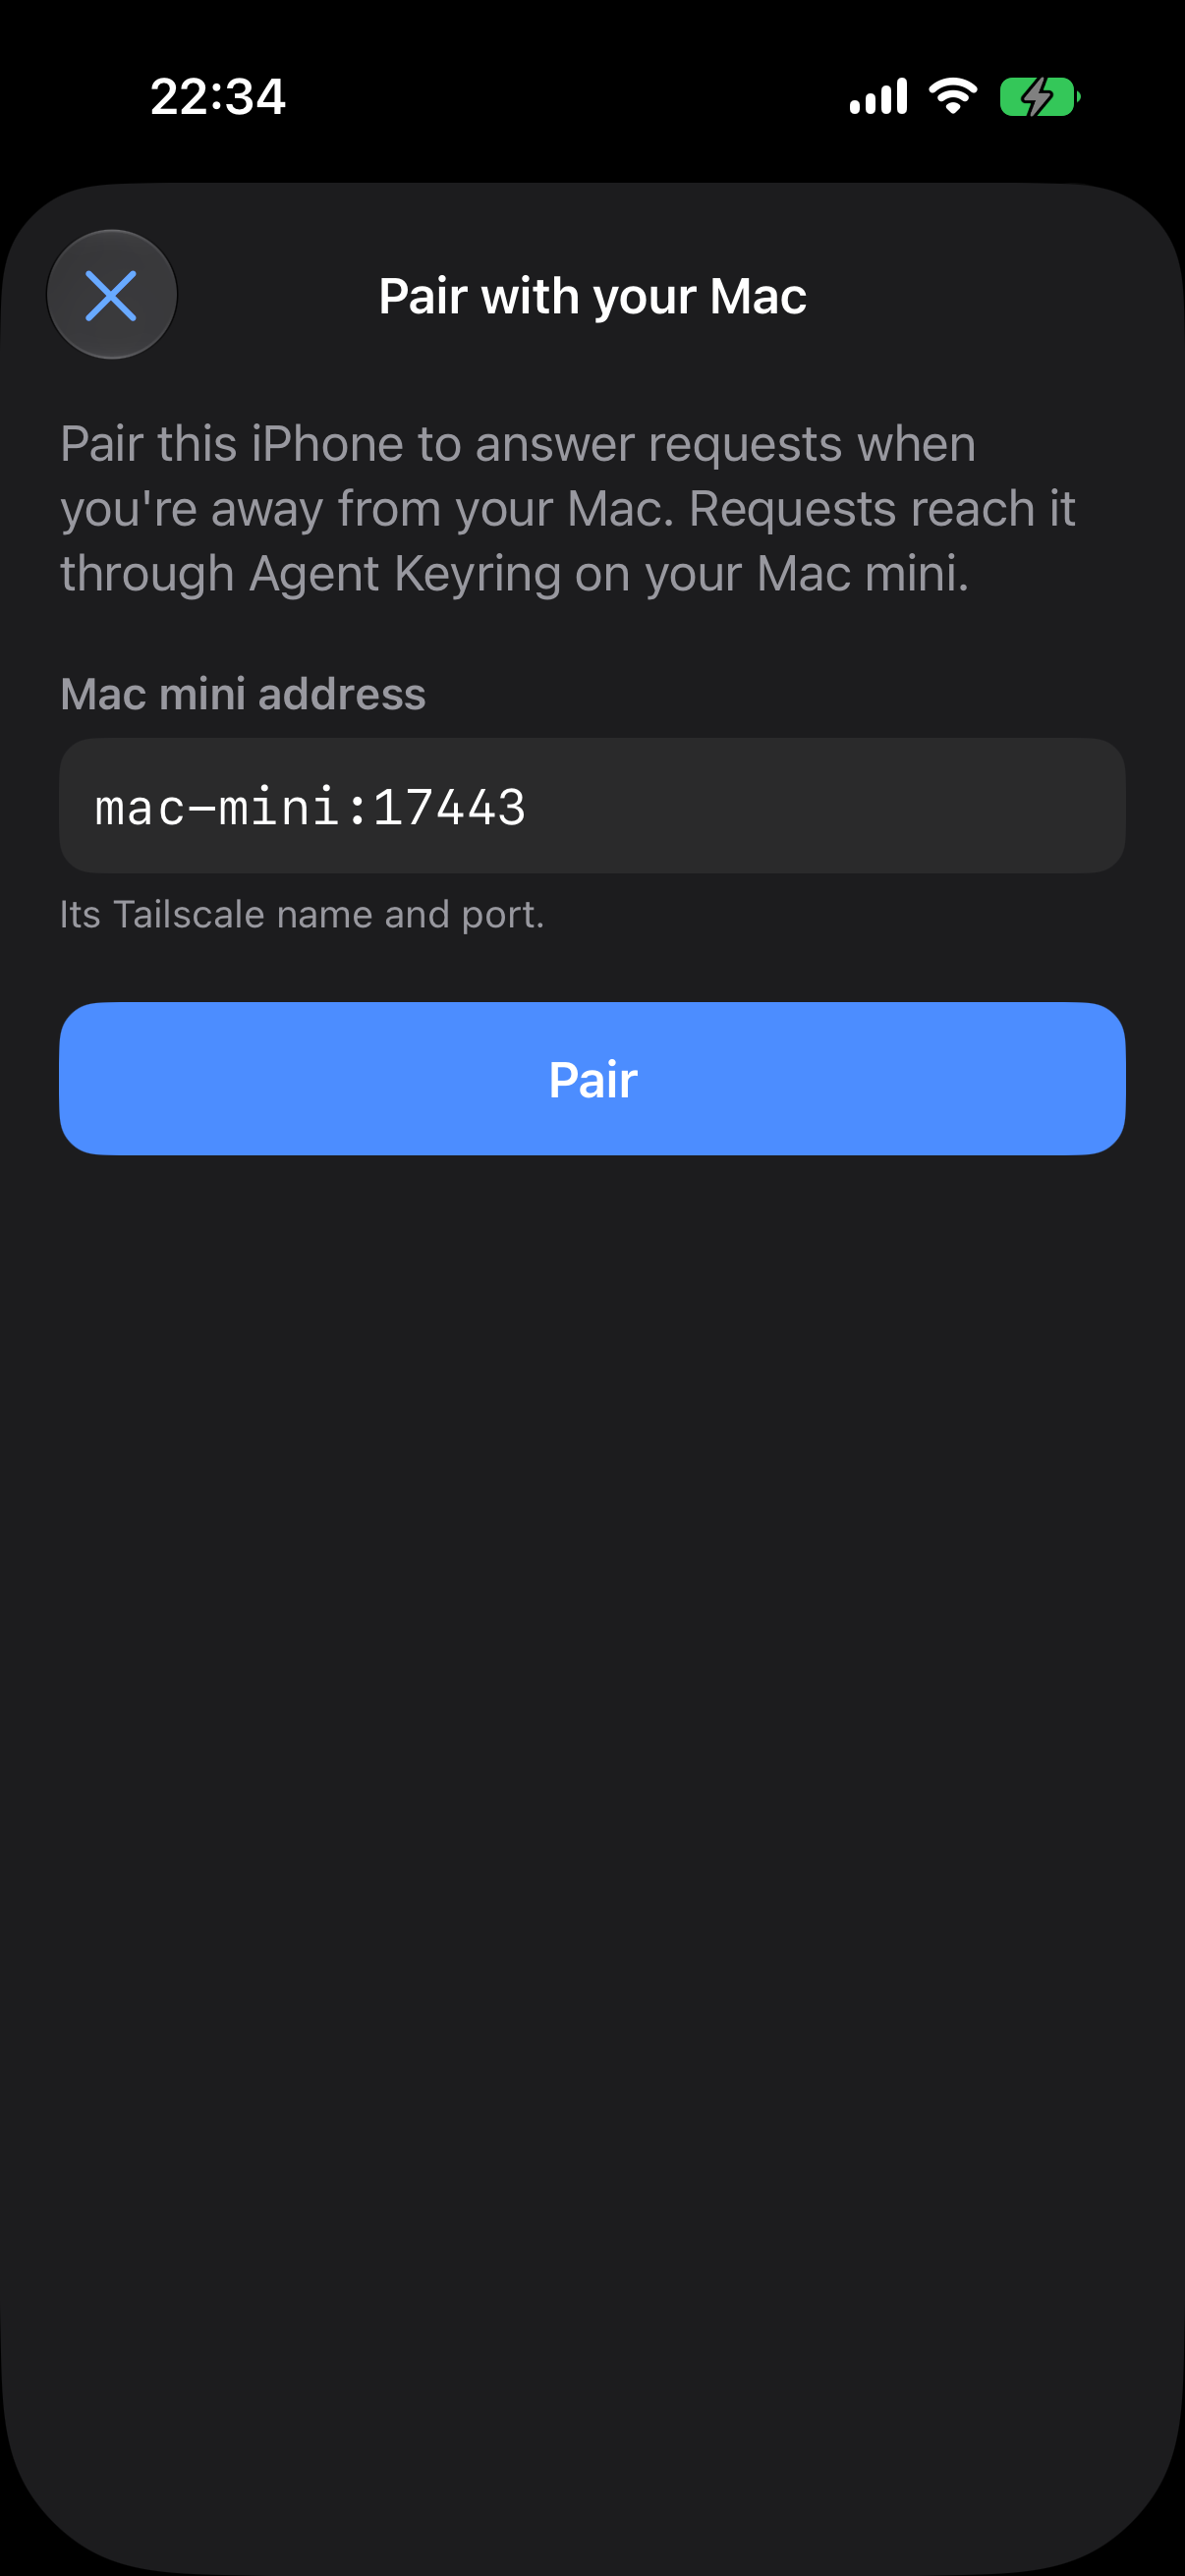 22:34
Pair with your Mac
Pair this iPhone to answer requests when
you're away from your Mac. Requests reach it
through Agent Keyring on your Mac mini.
Mac mini address
mac-mini:17443
Its Tailscale name and port.
Pair